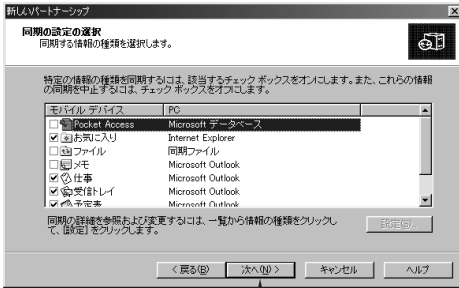 新しいパートナーシップ
同期の設定の選択
同期する情報の種類を選択します。
特定の情報の種類を同期するには、該当するチェック ボックスをオンにします。また、これらの情報
の同期を中止するには、チェック ボックスをオフにします。
モバイル デバイス PC
Pocket Access Microsoft データベース
お気に入り Internet Explorer
ファイル 同期ファイル
メモ Microsoft Outlook
仕事 Microsoft Outlook
受信トレイ Microsoft Outlook
予定表 Microsoft Outlook
同期の詳細を参照および変更するには、一覧から情報の種類をクリックし
て、[設定] をクリックします。
設定(S)...
< 戻る(B) 次へ(N) > キャンセル ヘルプ